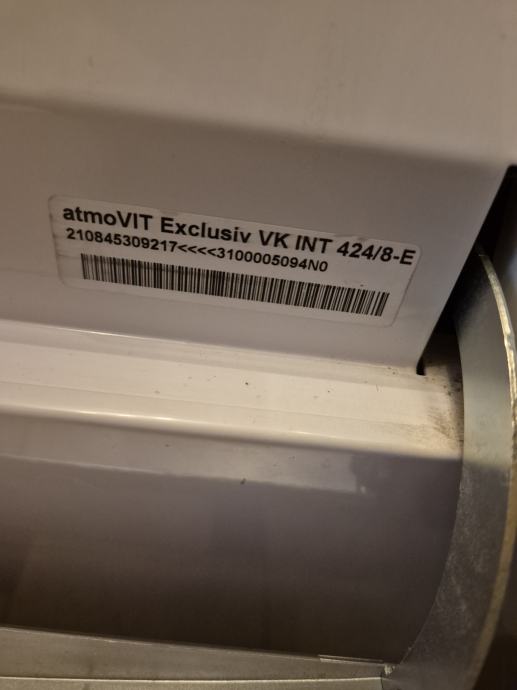 atmoVIT Exclusiv VK INT 424/8-E
210845309217<<<<3100005094N0